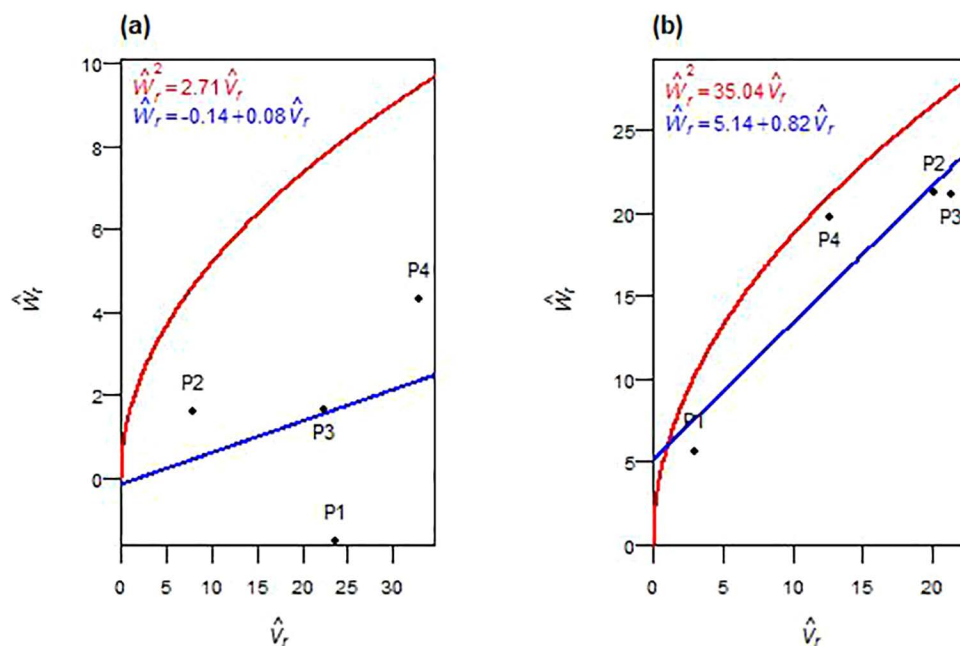 (a)
Ŵr² = 2.71 V̂r
Ŵr = -0.14 + 0.08 V̂r
10
8
6
4
2
0
Ŵr
P4
P2
P3
P1
0 5 10 15 20 25 30
V̂r
(b)
Ŵr² = 35.04 V̂r
Ŵr = 5.14 + 0.82 V̂r
25
20
15
10
5
0
Ŵr
P2
P3
P4
P1
0 5 10 15 20
V̂r